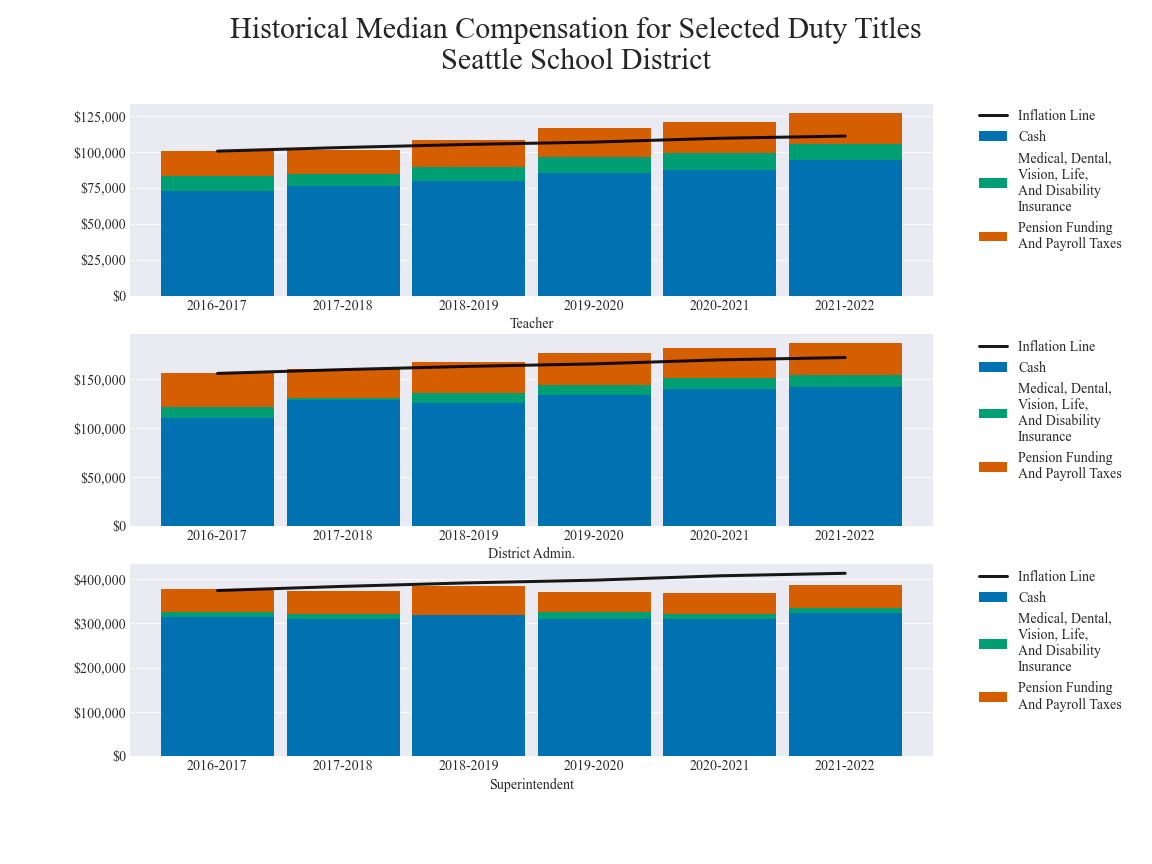 Historical Median Compensation for Selected Duty Titles
Seattle School District
$125,000
$100,000
$75,000
$50,000
$25,000
$0
2016-2017 2017-2018 2018-2019 2019-2020 2020-2021 2021-2022
Teacher
Inflation Line
Cash
Medical, Dental,
Vision, Life,
And Disability
Insurance
Pension Funding
And Payroll Taxes
$150,000
$100,000
$50,000
$0
2016-2017 2017-2018 2018-2019 2019-2020 2020-2021 2021-2022
District Admin.
Inflation Line
Cash
Medical, Dental,
Vision, Life,
And Disability
Insurance
Pension Funding
And Payroll Taxes
$400,000
$300,000
$200,000
$100,000
$0
2016-2017 2017-2018 2018-2019 2019-2020 2020-2021 2021-2022
Superintendent
Inflation Line
Cash
Medical, Dental,
Vision, Life,
And Disability
Insurance
Pension Funding
And Payroll Taxes